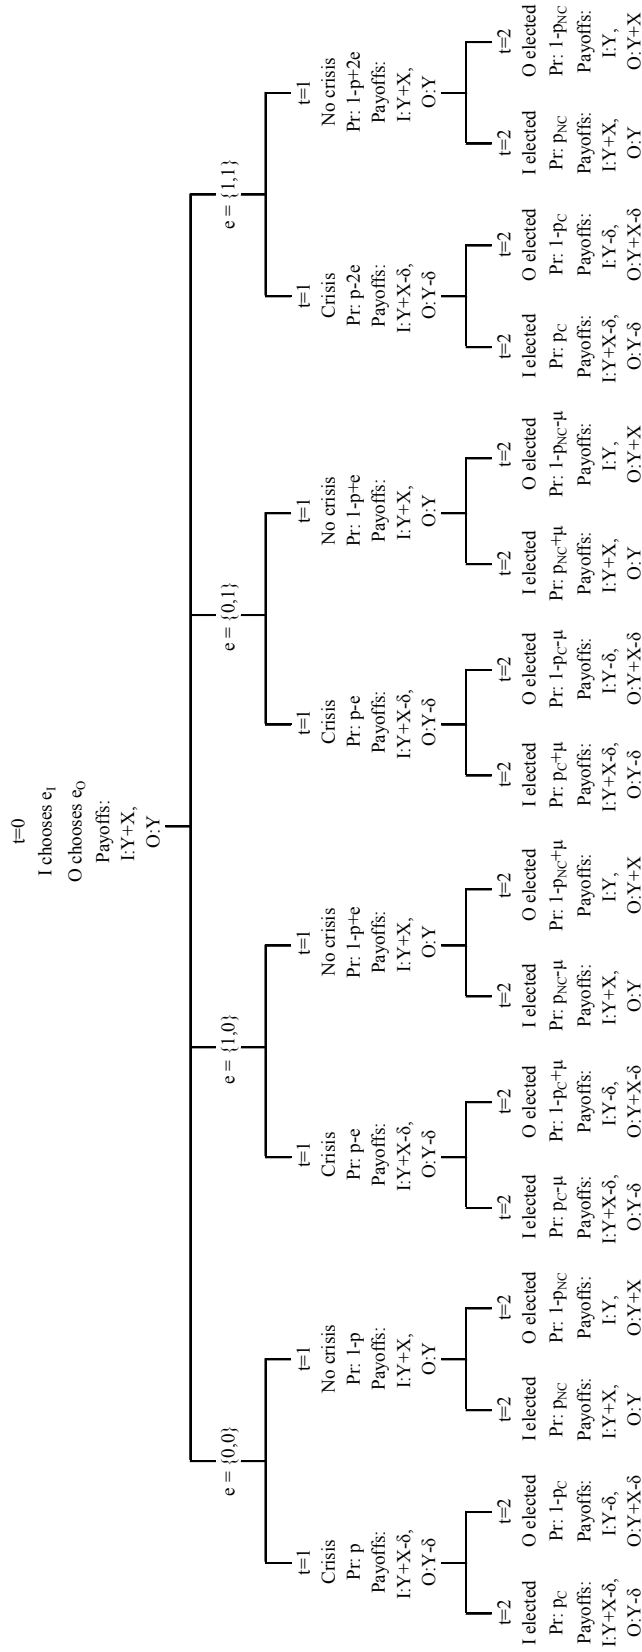 t=0
I chooses e_I
O chooses e_O
Payoffs:
I:Y+X,
O:Y
e = {0,0}
t=1
Crisis
Pr: p
Payoffs:
I:Y+X-δ,
O:Y-δ
t=2
I elected
Pr: p_C
Payoffs:
I:Y+X-δ,
O:Y-δ
t=2
O elected
Pr: 1-p_C
Payoffs:
I:Y-δ,
O:Y+X-δ
t=1
No crisis
Pr: 1-p
Payoffs:
I:Y+X,
O:Y
t=2
I elected
Pr: p_NC
Payoffs:
I:Y+X,
O:Y
t=2
O elected
Pr: 1-p_NC
Payoffs:
I:Y,
O:Y+X
e = {1,0}
t=1
Crisis
Pr: p-e
Payoffs:
I:Y+X-δ,
O:Y-δ
t=2
I elected
Pr: p_C-μ
Payoffs:
I:Y+X-δ,
O:Y-δ
t=2
O elected
Pr: 1-p_C+μ
Payoffs:
I:Y-δ,
O:Y+X-δ
t=1
No crisis
Pr: 1-p+e
Payoffs:
I:Y+X,
O:Y
t=2
I elected
Pr: p_NC-μ
Payoffs:
I:Y+X,
O:Y
t=2
O elected
Pr: 1-p_NC+μ
Payoffs:
I:Y,
O:Y+X
e = {0,1}
t=1
Crisis
Pr: p-e
Payoffs:
I:Y+X-δ,
O:Y-δ
t=2
I elected
Pr: p_C+μ
Payoffs:
I:Y+X-δ,
O:Y-δ
t=2
O elected
Pr: 1-p_C-μ
Payoffs:
I:Y-δ,
O:Y+X-δ
t=1
No crisis
Pr: 1-p+e
Payoffs:
I:Y+X,
O:Y
t=2
I elected
Pr: p_NC+μ
Payoffs:
I:Y+X,
O:Y
t=2
O elected
Pr: 1-p_NC-μ
Payoffs:
I:Y,
O:Y+X
e = {1,1}
t=1
Crisis
Pr: p-2e
Payoffs:
I:Y+X-δ,
O:Y-δ
t=2
I elected
Pr: p_C
Payoffs:
I:Y+X-δ,
O:Y-δ
t=2
O elected
Pr: 1-p_C
Payoffs:
I:Y-δ,
O:Y+X-δ
t=1
No crisis
Pr: 1-p+2e
Payoffs:
I:Y+X,
O:Y
t=2
I elected
Pr: p_NC
Payoffs:
I:Y+X,
O:Y
t=2
O elected
Pr: 1-p_NC
Payoffs:
I:Y,
O:Y+X